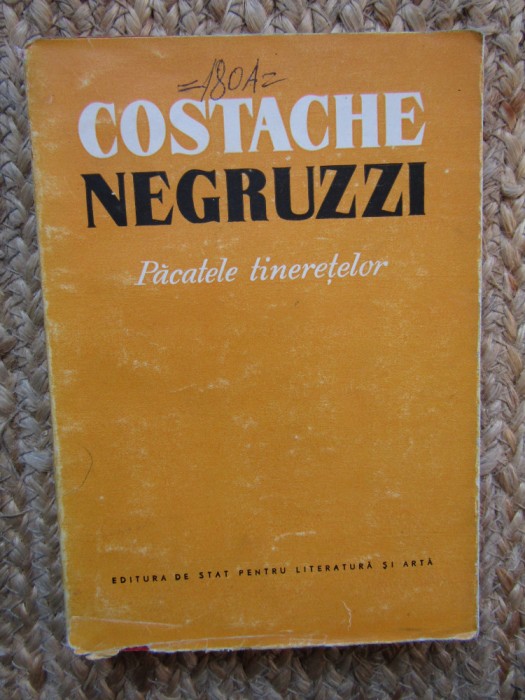 =180A=
COSTACHE
NEGRUZZI
Păcatele tinerețelor
EDITURA DE STAT PENTRU LITERATURĂ ȘI ARTĂ